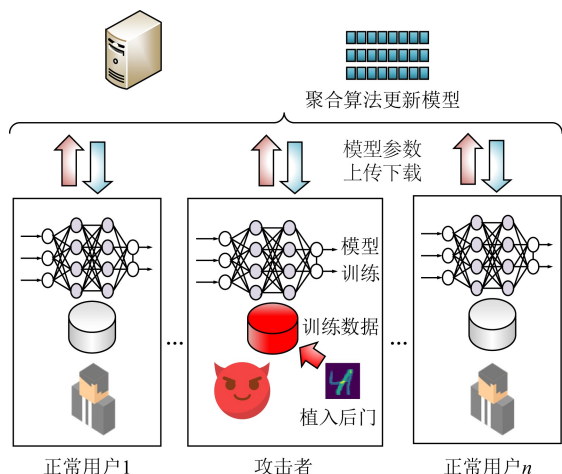 聚合算法更新模型
模型参数
上传下载
模型
训练
训练数据
...
...
植入后门
正常用户1
攻击者
正常用户n